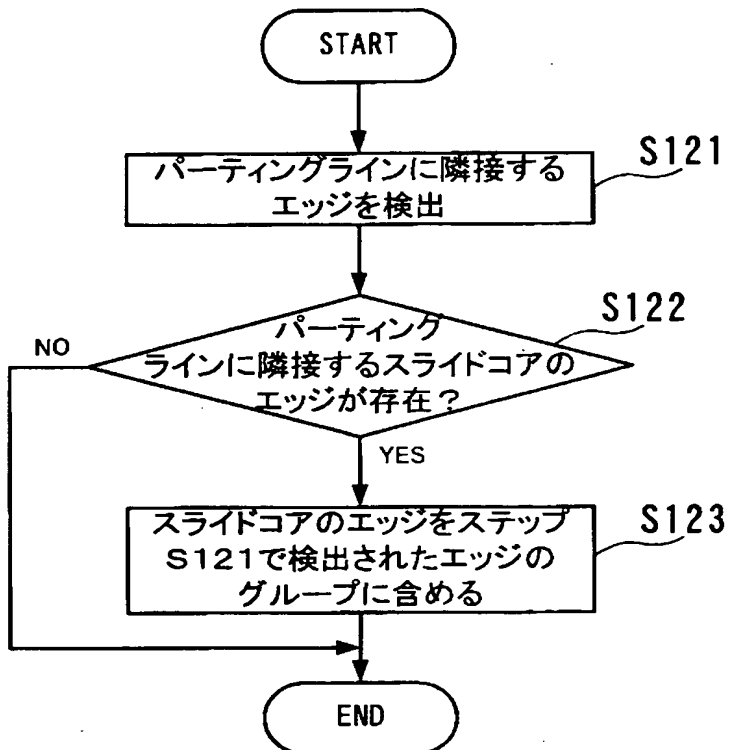 START
パーティングラインに隣接する
エッジを検出
S121
パーティング
ラインに隣接するスライドコアの
エッジが存在？
S122
NO
YES
スライドコアのエッジをステップ
S121で検出されたエッジの
グループに含める
S123
END